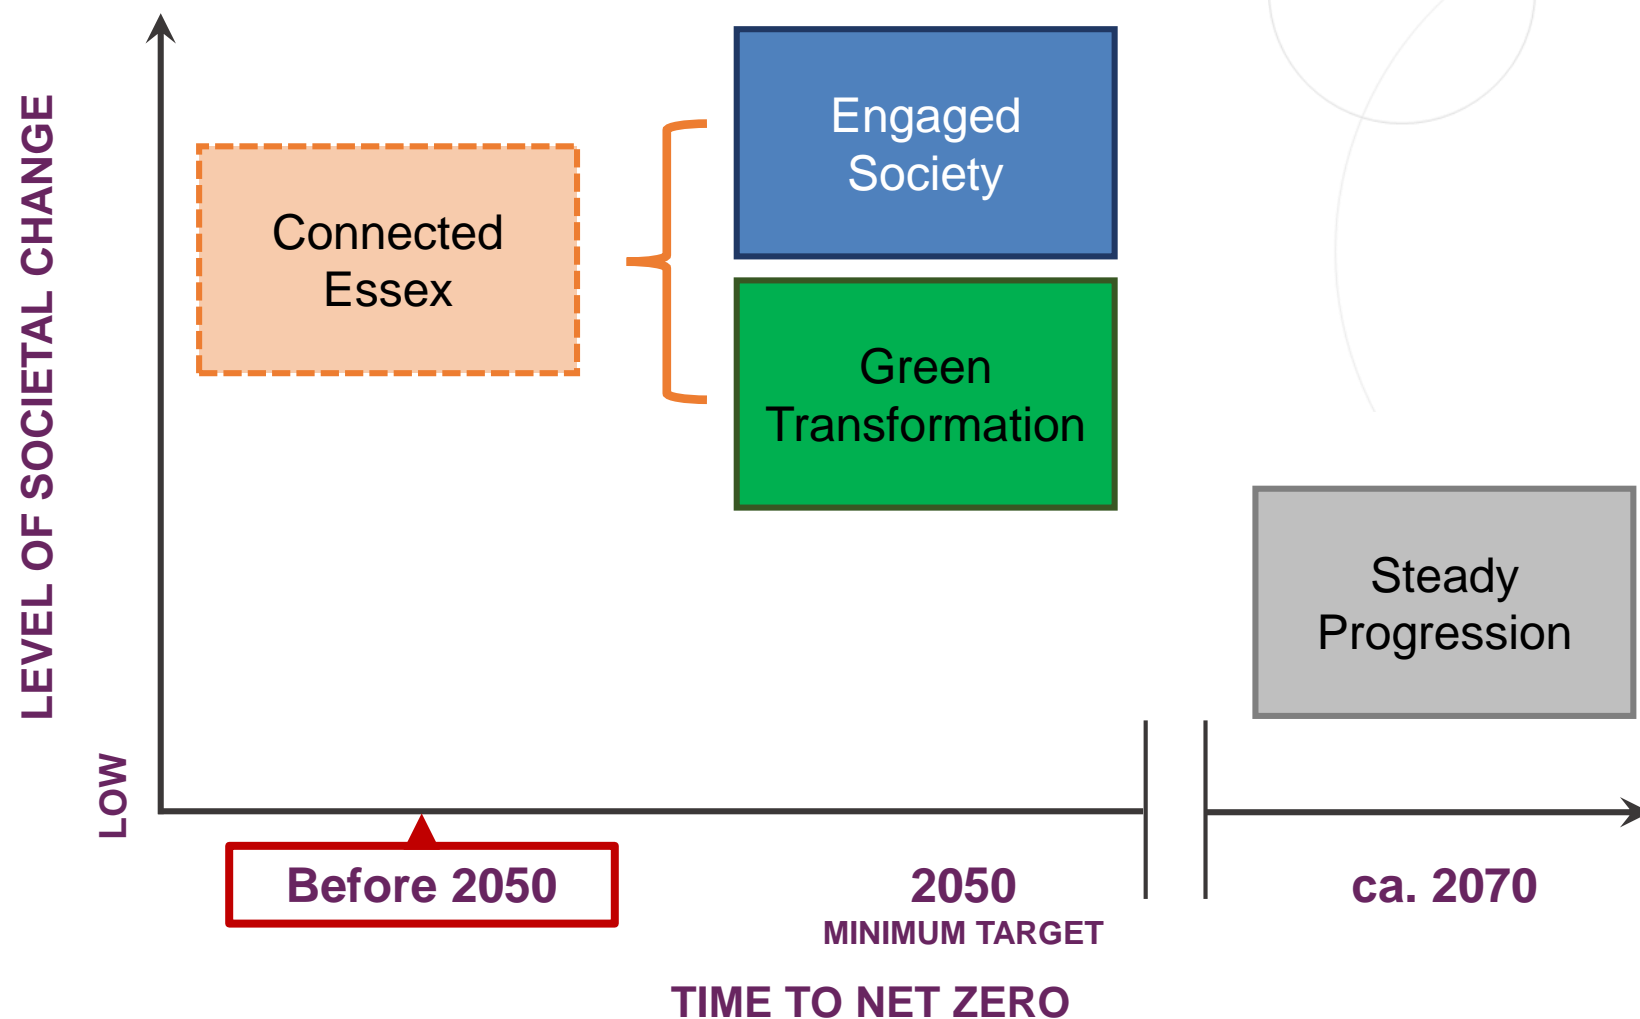 LEVEL OF SOCIETAL CHANGE
LOW
Connected
Essex
Engaged
Society
Green
Transformation
Steady
Progression
Before 2050
2050
MINIMUM TARGET
ca. 2070
TIME TO NET ZERO